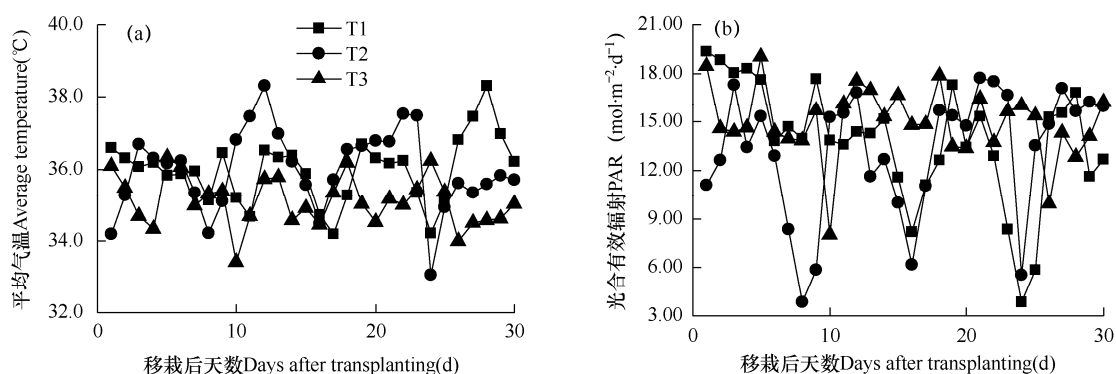 (a)
T1
T2
T3
平均气温Average temperature(℃)
40.0
38.0
36.0
34.0
32.0
0
10
20
30
移栽后天数Days after transplanting(d)
(b)
光合有效辐射PAR (mol·m⁻²·d⁻¹)
21.00
18.00
15.00
12.00
9.00
6.00
3.00
0
10
20
30
移栽后天数Days after transplanting(d)